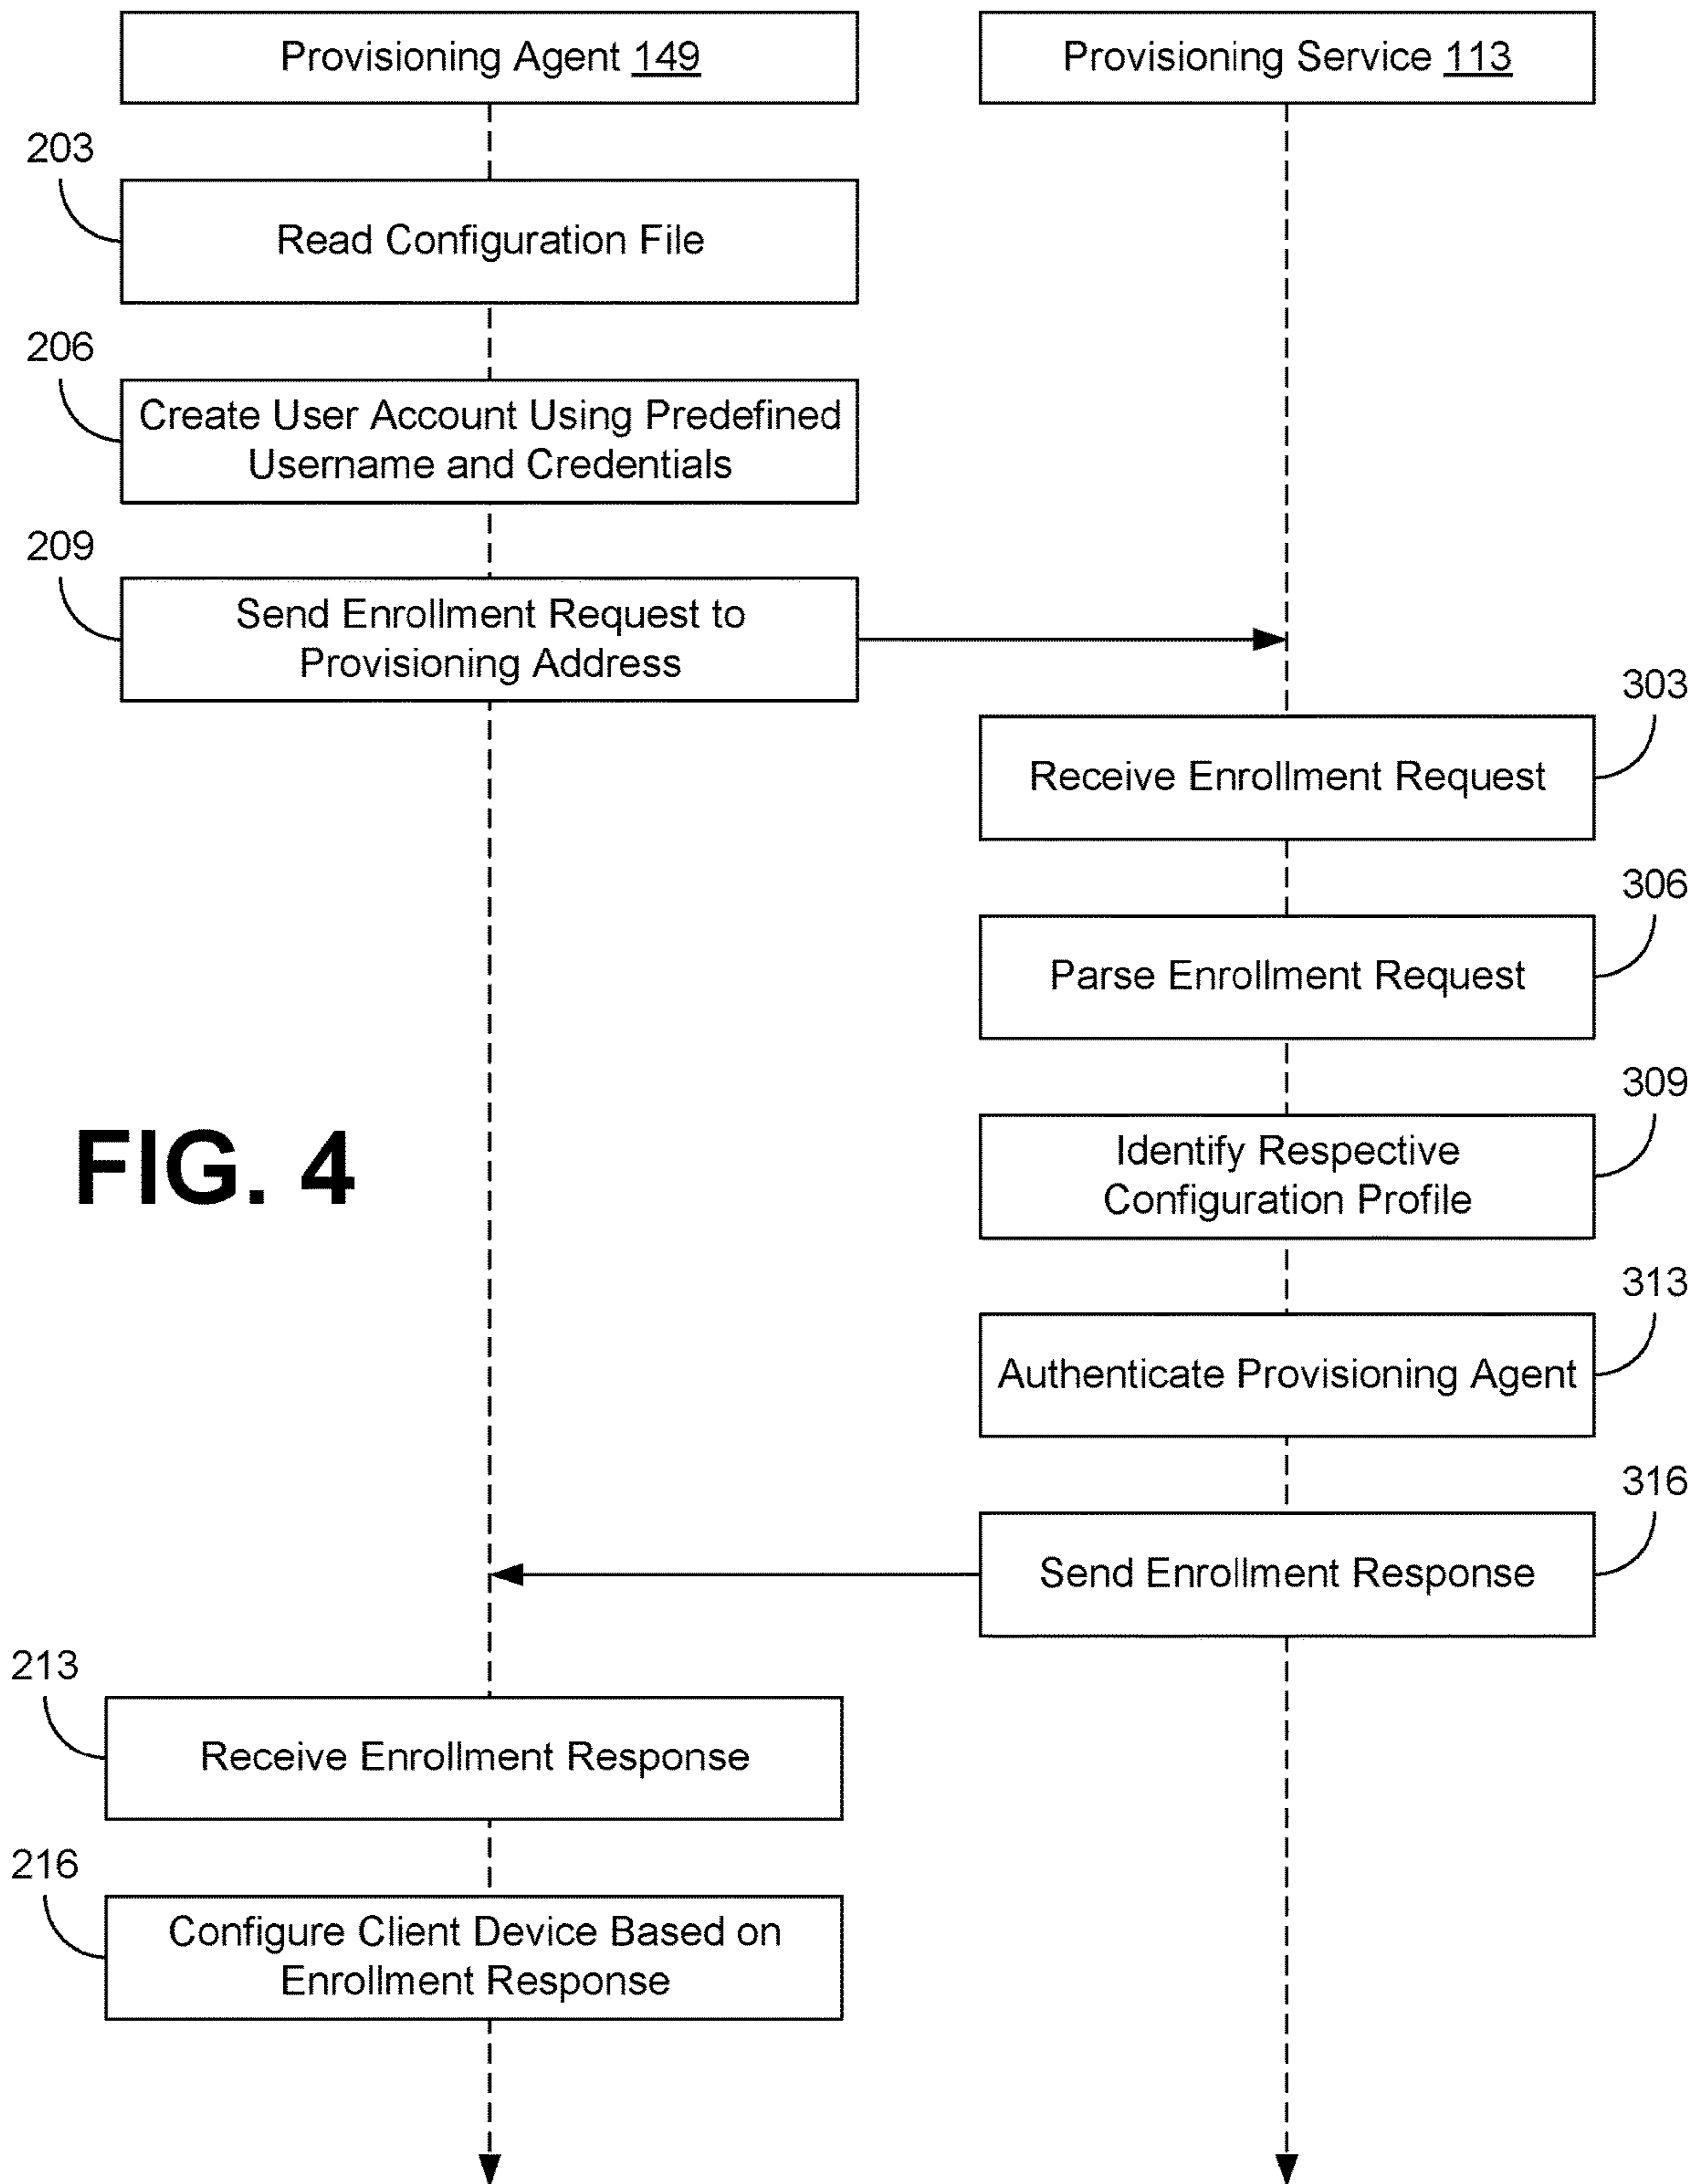 Provisioning Agent 149
Provisioning Service 113
203
Read Configuration File
206
Create User Account Using Predefined
Username and Credentials
209
Send Enrollment Request to
Provisioning Address
303
Receive Enrollment Request
306
Parse Enrollment Request
309
Identify Respective
Configuration Profile
FIG. 4
313
Authenticate Provisioning Agent
316
Send Enrollment Response
213
Receive Enrollment Response
216
Configure Client Device Based on
Enrollment Response